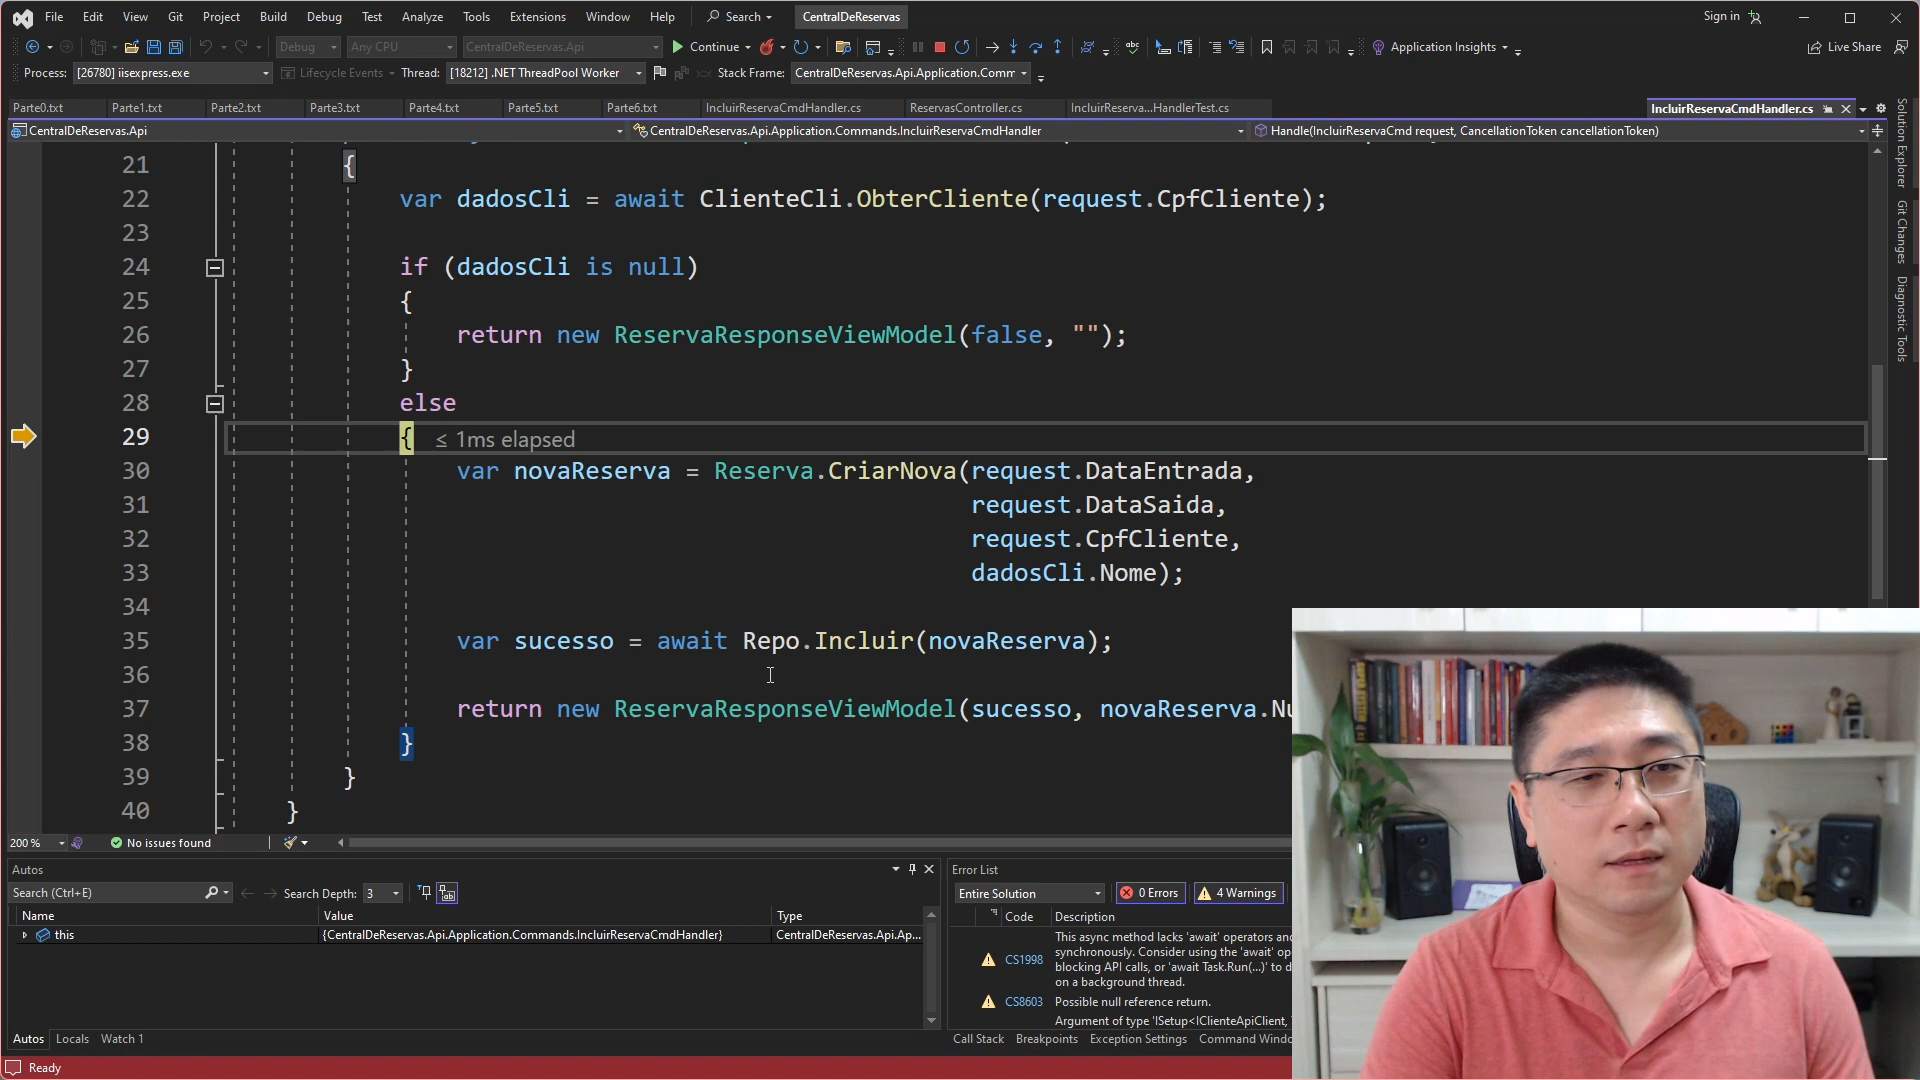 File Edit View Git Project Build Debug Test Analyze Tools Extensions Window Help Search CentralDeReservas Sign in
Debug Any CPU CentralDeReservas.Api Continue Application Insights Live Share
Process: [26780] iisexpress.exe Lifecycle Events Thread: [18212] .NET ThreadPool Worker Stack Frame: CentralDeReservas.Api.Application.Comm
Parte0.txt Parte1.txt Parte2.txt Parte3.txt Parte4.txt Parte5.txt Parte6.txt IncluirReservaCmdHandler.cs ReservasController.cs IncluirReserva...HandlerTest.cs IncluirReservaCmdHandler.cs
CentralDeReservas.Api CentralDeReservas.Api.Application.Commands.IncluirReservaCmdHandler Handle(IncluirReservaCmd request, CancellationToken cancellationToken)
21 {
22 var dadosCli = await ClienteCli.ObterCliente(request.CpfCliente);
23
24 if (dadosCli is null)
25 {
26 return new ReservaResponseViewModel(false, "");
27 }
28 else
29 { ≤ 1ms elapsed
30 var novaReserva = Reserva.CriarNova(request.DataEntrada,
31 request.DataSaida,
32 request.CpfCliente,
33 dadosCli.Nome);
34
35 var sucesso = await Repo.Incluir(novaReserva);
36
37 return new ReservaResponseViewModel(sucesso, novaReserva.Nu
38 }
39 }
40 }
200 % No issues found
Solution Explorer
Git Changes
Diagnostic Tools
Autos
Search (Ctrl+E) Search Depth: 3
Name Value Type
this {CentralDeReservas.Api.Application.Commands.IncluirReservaCmdHandler} CentralDeReservas.Api.Ap...
Autos Locals Watch 1
Error List
Entire Solution 0 Errors 4 Warnings
Code Description
This async method lacks 'await' operators and
synchronously. Consider using the 'await' op
CS1998 blocking API calls, or 'await Task.Run(...)' to d
on a background thread.
CS8603 Possible null reference return.
Argument of type 'ISetup<IClienteApiClient,
Call Stack Breakpoints Exception Settings Command Windo
Ready